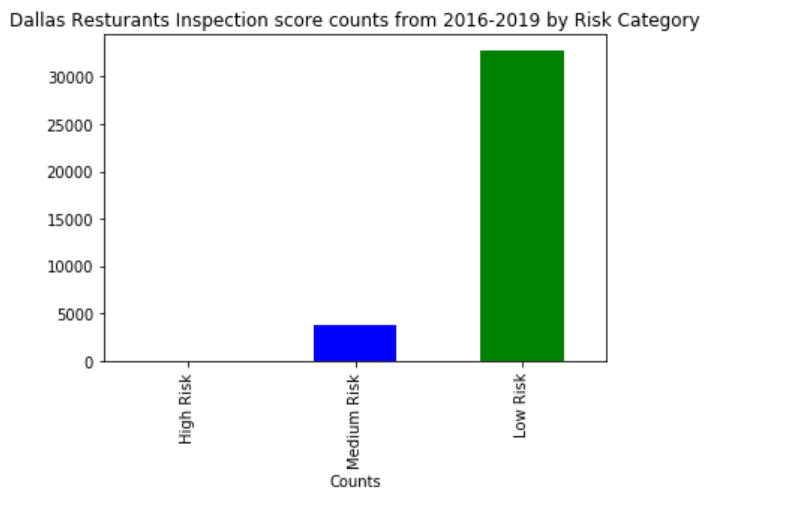 Dallas Resturants Inspection score counts from 2016-2019 by Risk Category
30000
25000
20000
15000
10000
5000
0
High Risk
Medium Risk
Low Risk
Counts